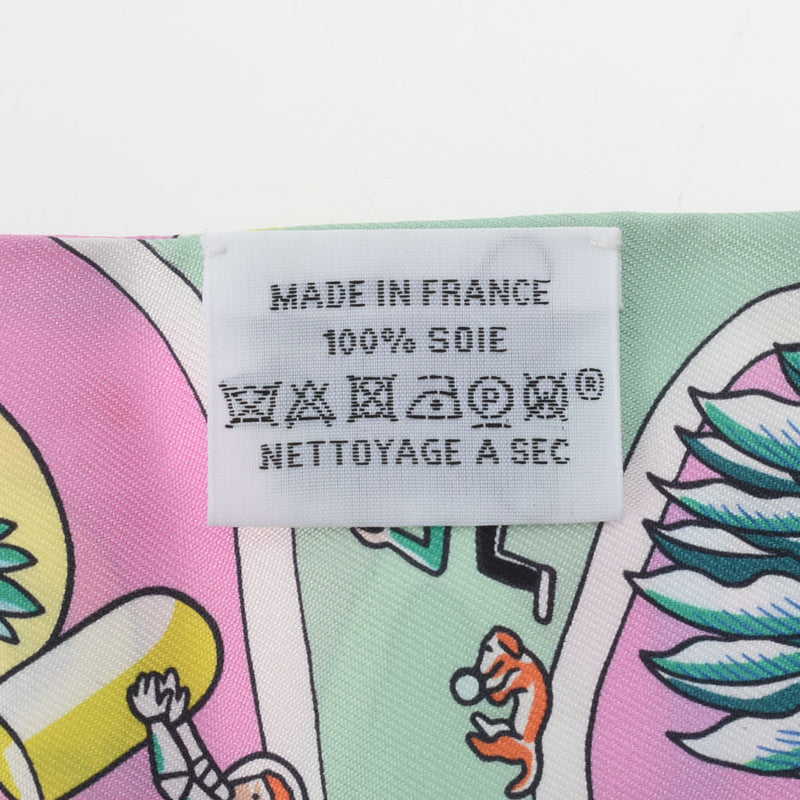 MADE IN FRANCE
100% SOIE
P ®
NETTOYAGE A SEC